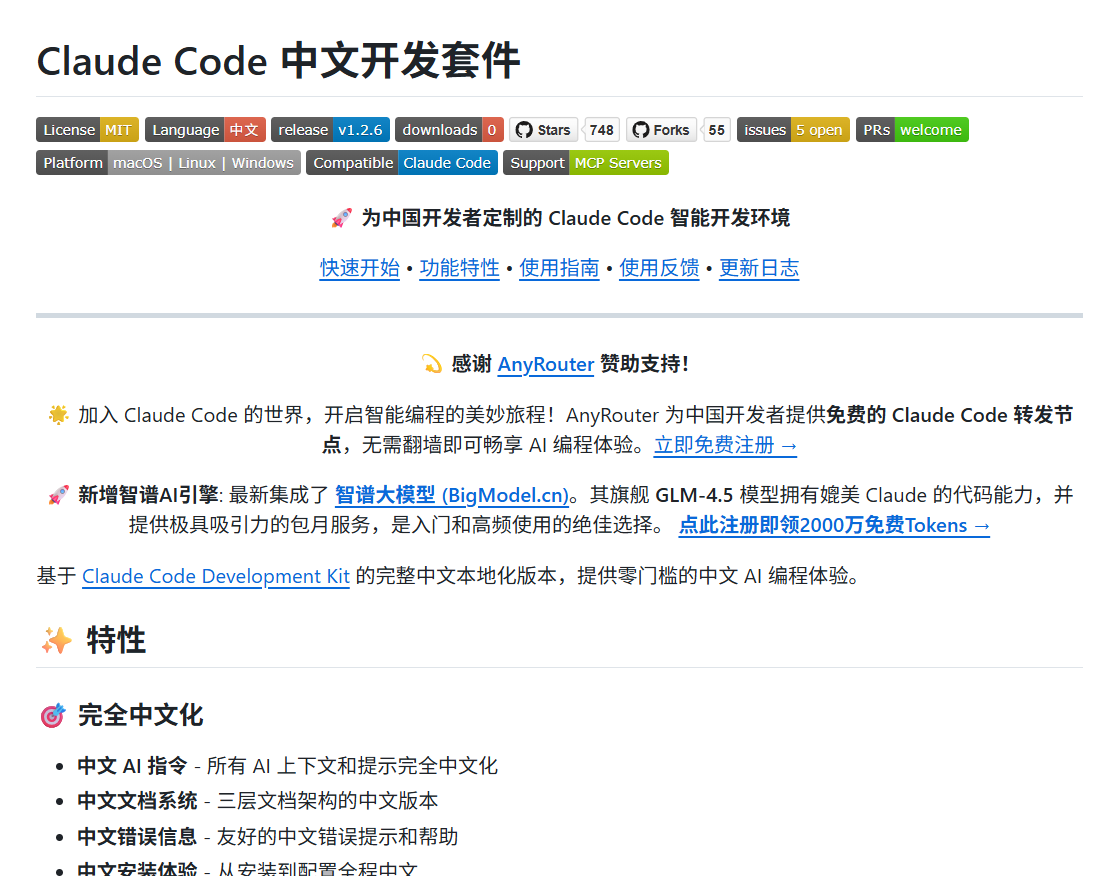 Claude Code 中文开发套件
License MIT Language 中文 release v1.2.6 downloads 0 Stars 748 Forks 55 issues 5 open PRs welcome
Platform macOS | Linux | Windows Compatible Claude Code Support MCP Servers
🚀 为中国开发者定制的 Claude Code 智能开发环境
快速开始 • 功能特性 • 使用指南 • 使用反馈 • 更新日志
💫 感谢 AnyRouter 赞助支持！
🌟 加入 Claude Code 的世界，开启智能编程的美妙旅程！AnyRouter 为中国开发者提供免费的 Claude Code 转发节
点，无需翻墙即可畅享 AI 编程体验。立即免费注册 →
🚀 新增智谱AI引擎: 最新集成了 智谱大模型 (BigModel.cn)。其旗舰 GLM-4.5 模型拥有媲美 Claude 的代码能力，并
提供极具吸引力的包月服务，是入门和高频使用的绝佳选择。 点此注册即领2000万免费Tokens →
基于 Claude Code Development Kit 的完整中文本地化版本，提供零门槛的中文 AI 编程体验。
✨ 特性
🎯 完全中文化
• 中文 AI 指令 - 所有 AI 上下文和提示完全中文化
• 中文文档系统 - 三层文档架构的中文版本
• 中文错误信息 - 友好的中文错误提示和帮助
• 中文安装体验 - 从安装到配置全程中文